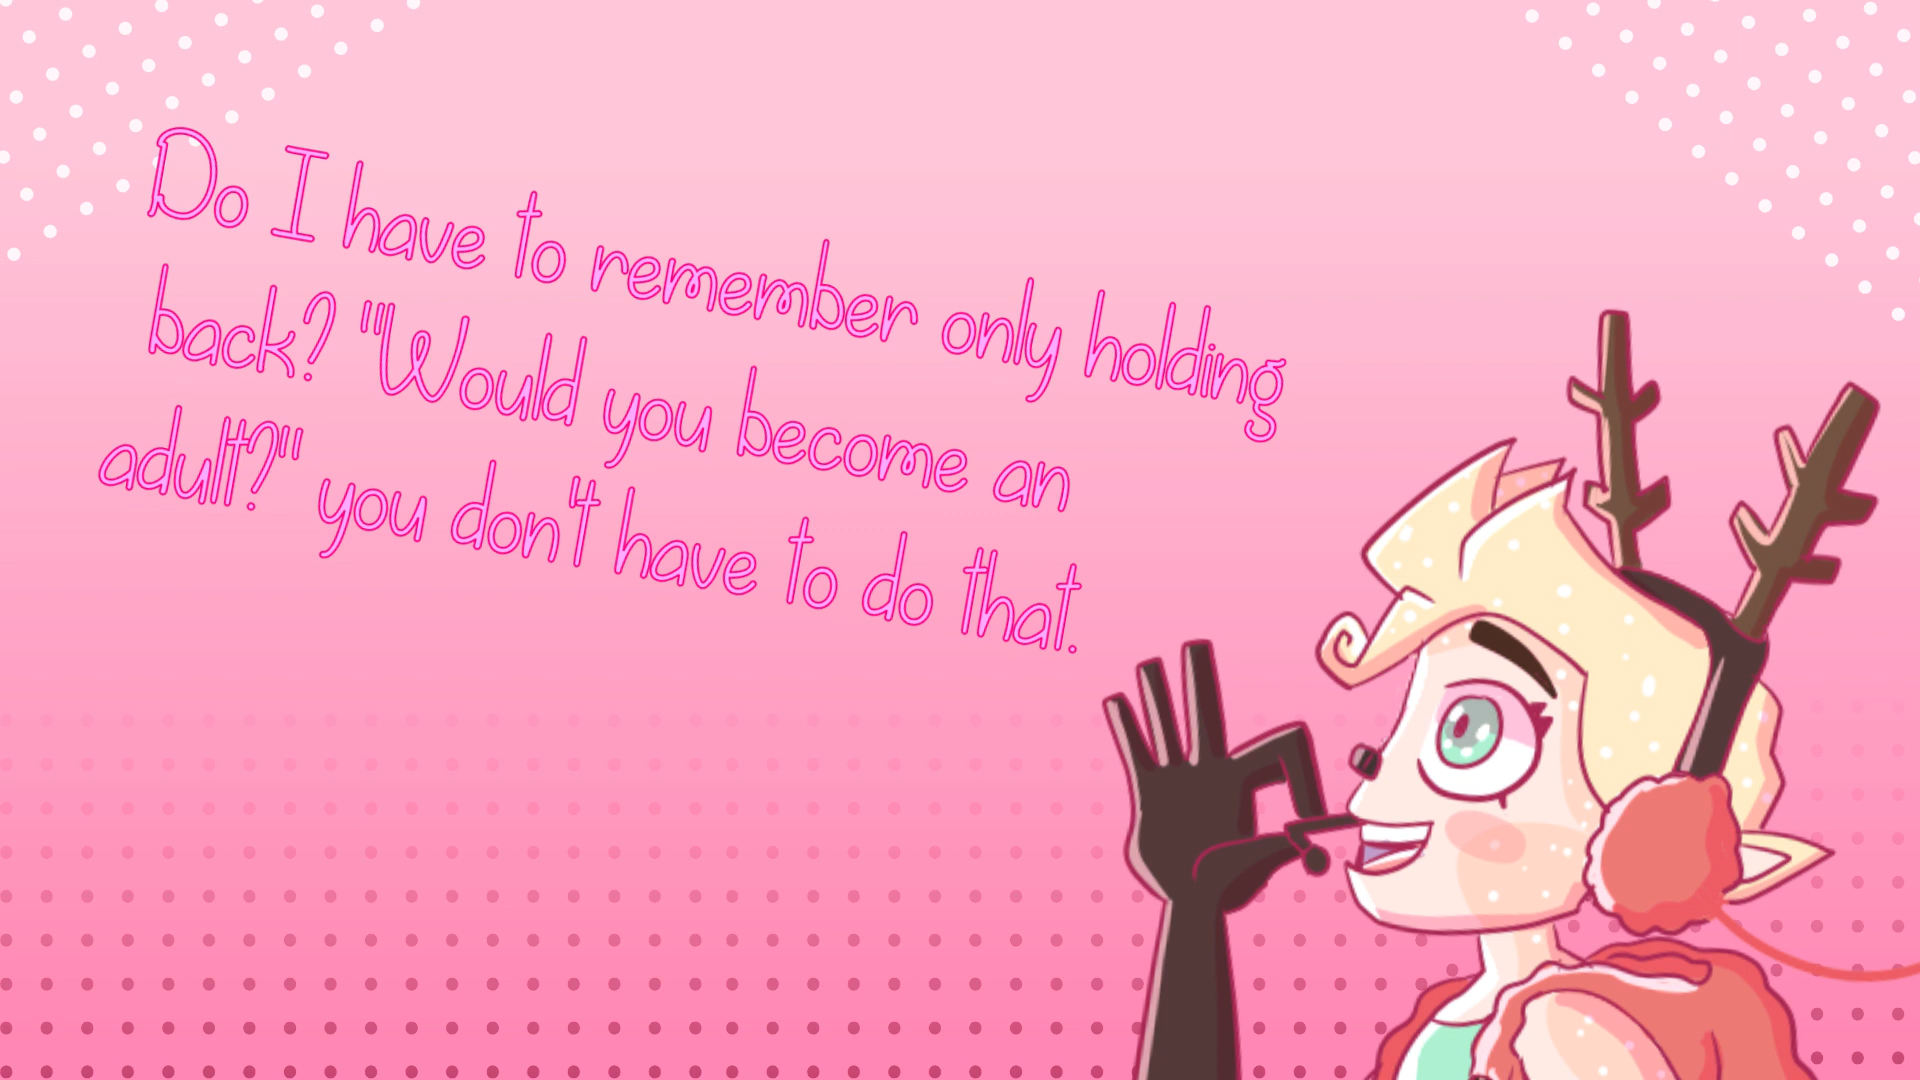 Do I have to remember only holding
back? "Would you become an
adult?" you don't have to do that.